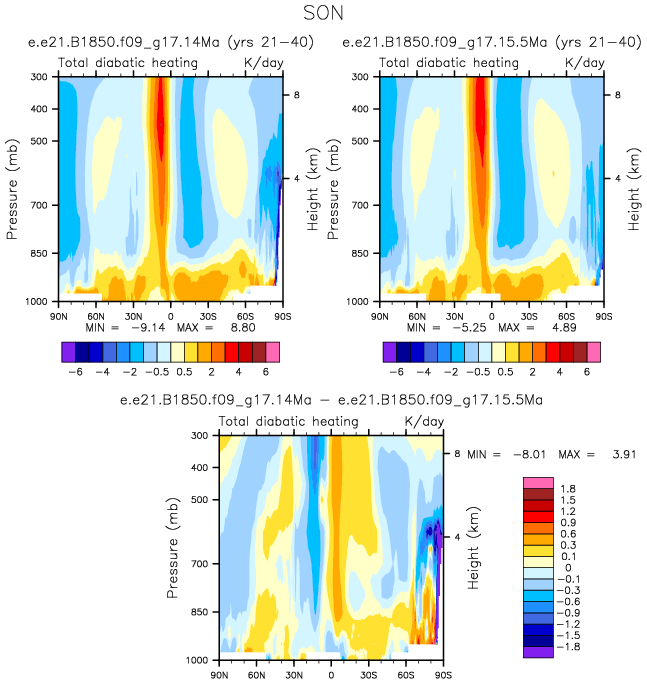 SON
e.e21.B1850.f09_g17.14Ma (yrs 21-40)
Total diabatic heating K/day
Pressure (mb)
300
400
500
700
850
1000
8
4
Height (km)
90N 60N 30N 0 30S 60S 90S
MIN = -9.14 MAX = 8.80
-6 -4 -2 -0.5 0.5 2 4 6
e.e21.B1850.f09_g17.15.5Ma (yrs 21-40)
Total diabatic heating K/day
Pressure (mb)
300
400
500
700
850
1000
8
4
Height (km)
90N 60N 30N 0 30S 60S 90S
MIN = -5.25 MAX = 4.89
-6 -4 -2 -0.5 0.5 2 4 6
e.e21.B1850.f09_g17.14Ma - e.e21.B1850.f09_g17.15.5Ma
Total diabatic heating K/day
Pressure (mb)
300
400
500
700
850
1000
8
4
Height (km)
90N 60N 30N 0 30S 60S 90S
MIN = -8.01 MAX = 3.91
1.8
1.5
1.2
0.9
0.6
0.3
0.1
0
-0.1
-0.3
-0.6
-0.9
-1.2
-1.5
-1.8